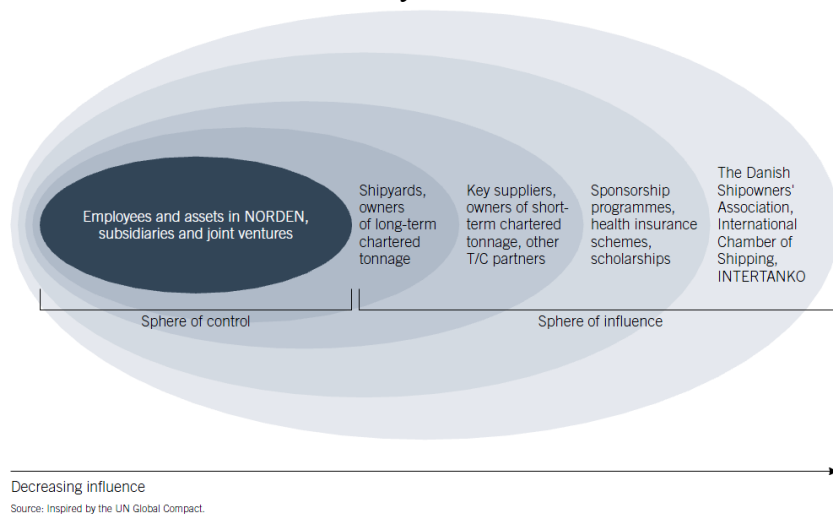 Employees and assets in NORDEN,
subsidiaries and joint ventures
Shipyards,
owners
of long-term
chartered
tonnage
Key suppliers,
owners of short-
term chartered
tonnage, other
T/C partners
Sponsorship
programmes,
health insurance
schemes,
scholarships
The Danish
Shipowners'
Association,
International
Chamber of
Shipping,
INTERTANKO
Sphere of control
Sphere of influence
Decreasing influence
Source: Inspired by the UN Global Compact.